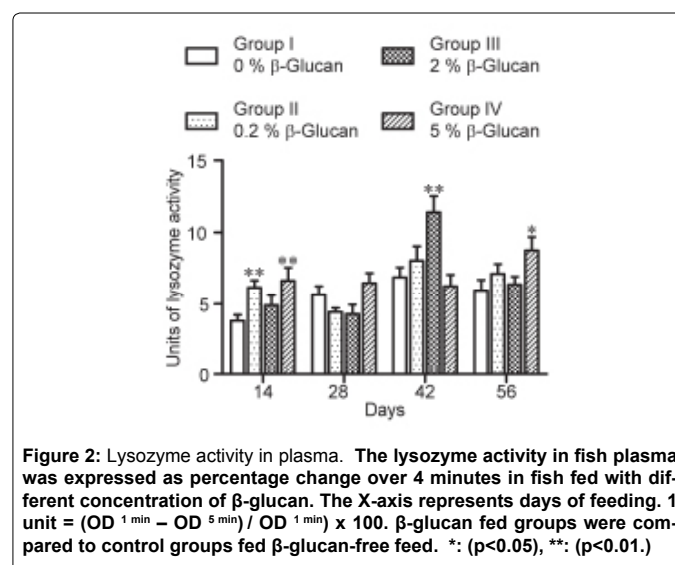 Group I
0 % β-Glucan
Group III
2 % β-Glucan
Group II
0.2 % β-Glucan
Group IV
5 % β-Glucan
Units of lysozyme activity
15
10
5
0
** ** ** *
14 28 42 56
Days
Figure 2: Lysozyme activity in plasma. The lysozyme activity in fish plasma
was expressed as percentage change over 4 minutes in fish fed with dif-
ferent concentration of β-glucan. The X-axis represents days of feeding. 1
unit = (OD 1 min – OD 5 min) / OD 1 min) x 100. β-glucan fed groups were com-
pared to control groups fed β-glucan-free feed. *: (p<0.05), **: (p<0.01.)